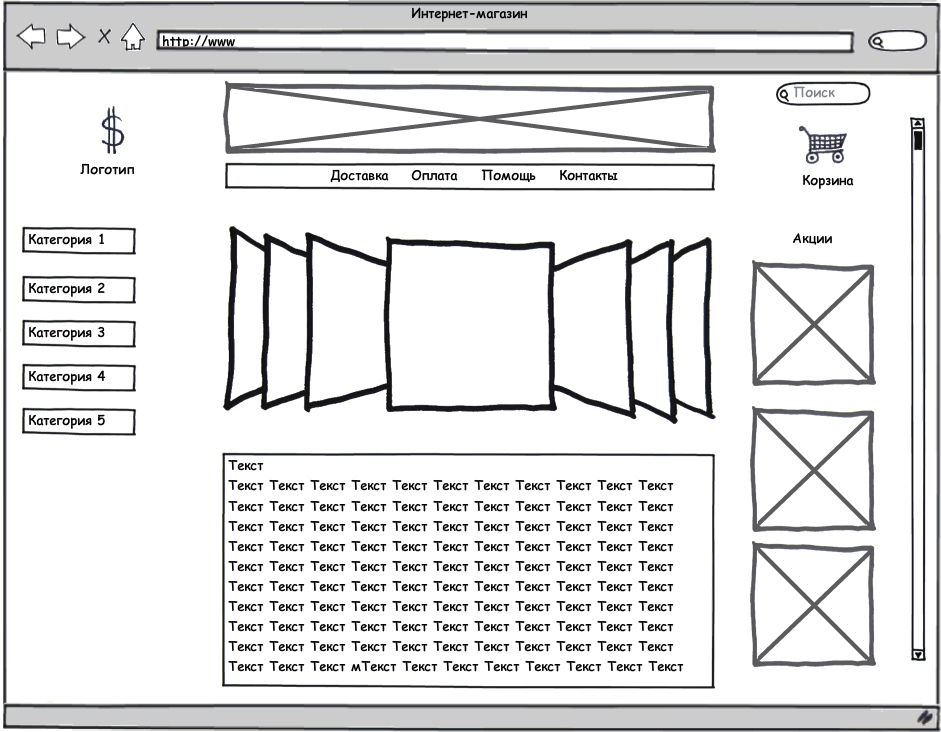 Интернет-магазин
http://www
Поиск
$
Логотип
Корзина
Доставка Оплата Помощь Контакты
Категория 1
Категория 2
Категория 3
Категория 4
Категория 5
Акции
Текст
Текст Текст Текст Текст Текст Текст Текст Текст Текст Текст Текст
Текст Текст Текст Текст Текст Текст Текст Текст Текст Текст Текст
Текст Текст Текст Текст Текст Текст Текст Текст Текст Текст Текст
Текст Текст Текст Текст Текст Текст Текст Текст Текст Текст Текст
Текст Текст Текст Текст Текст Текст Текст Текст Текст Текст Текст
Текст Текст Текст Текст Текст Текст Текст Текст Текст Текст Текст
Текст Текст Текст Текст Текст Текст Текст Текст Текст Текст Текст
Текст Текст Текст Текст Текст Текст Текст Текст Текст Текст Текст
Текст Текст Текст Текст Текст Текст Текст Текст Текст Текст Текст
Текст Текст Текст мТекст Текст Текст Текст Текст Текст Текст Текст